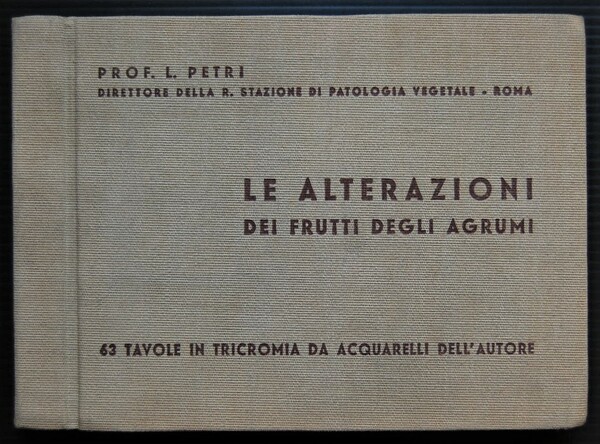 PROF. L. PETRI
DIRETTORE DELLA R. STAZIONE DI PATOLOGIA VEGETALE - ROMA
LE ALTERAZIONI
DEI FRUTTI DEGLI AGRUMI
63 TAVOLE IN TRICROMIA DA ACQUARELLI DELL'AUTORE